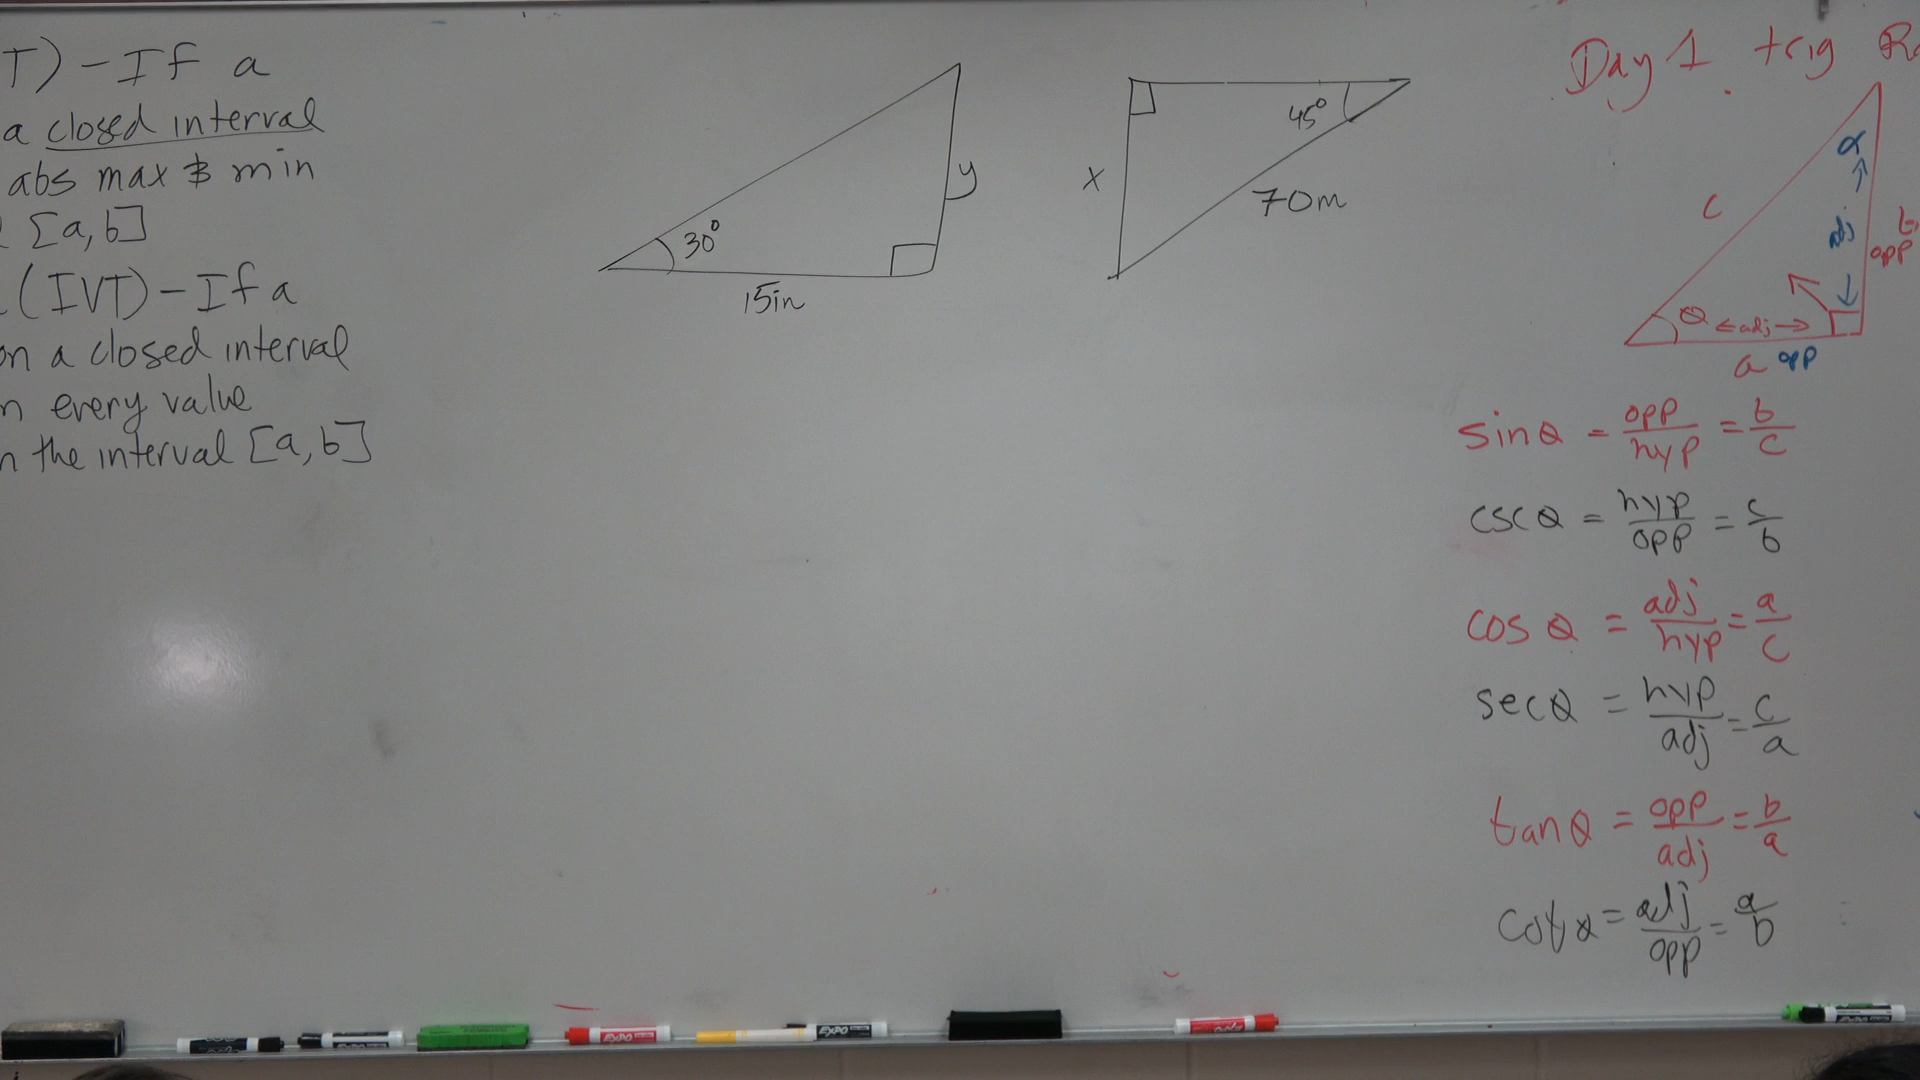 T) - If a
a closed interval
abs max & min
[a,b]
(IVT) - If a
on a closed interval
n every value
n the interval [a,b]
30°
15in
y
45°
x
70m
Day 1 trig R
α
c
adj
opp
θ ← adj →
a opp
sin θ = opp/hyp = b/c
csc θ = hyp/opp = c/b
cos θ = adj/hyp = a/c
sec θ = hyp/adj = c/a
tan θ = opp/adj = b/a
cot α = adj/opp = a/b
EXPO
EXPO